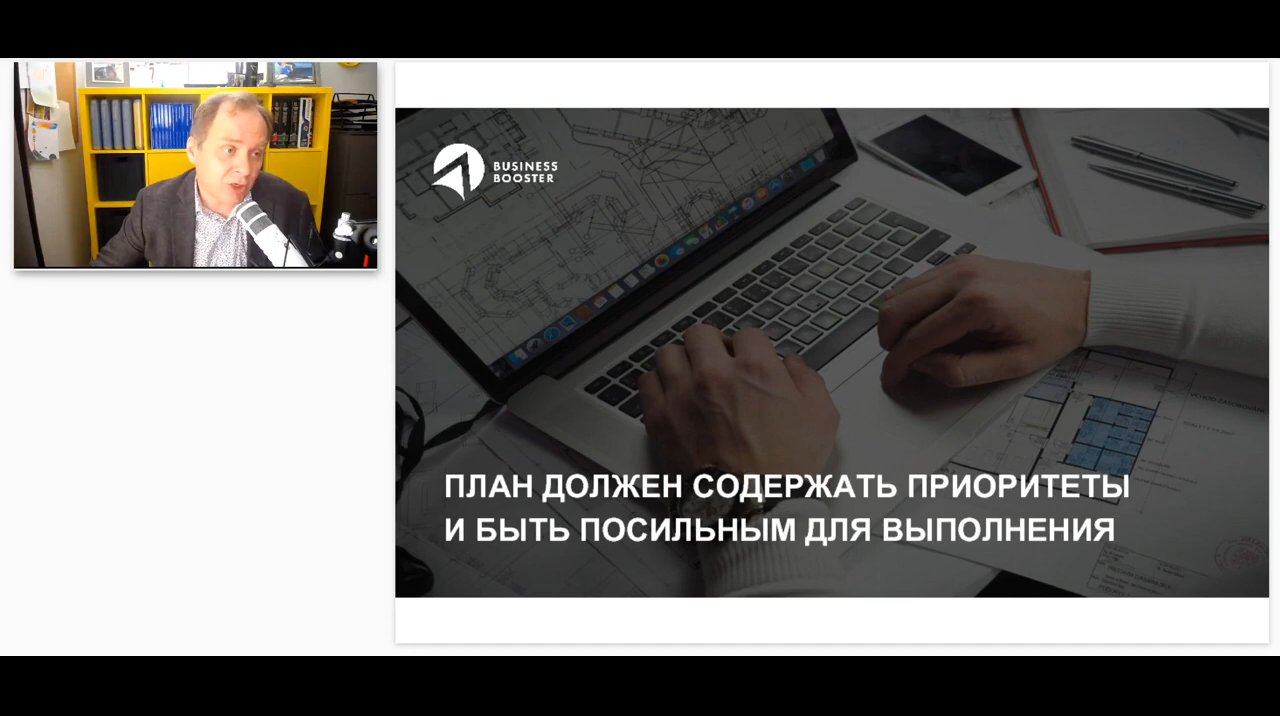 BUSINESS
BOOSTER
ПЛАН ДОЛЖЕН СОДЕРЖАТЬ ПРИОРИТЕТЫ
И БЫТЬ ПОСИЛЬНЫМ ДЛЯ ВЫПОЛНЕНИЯ